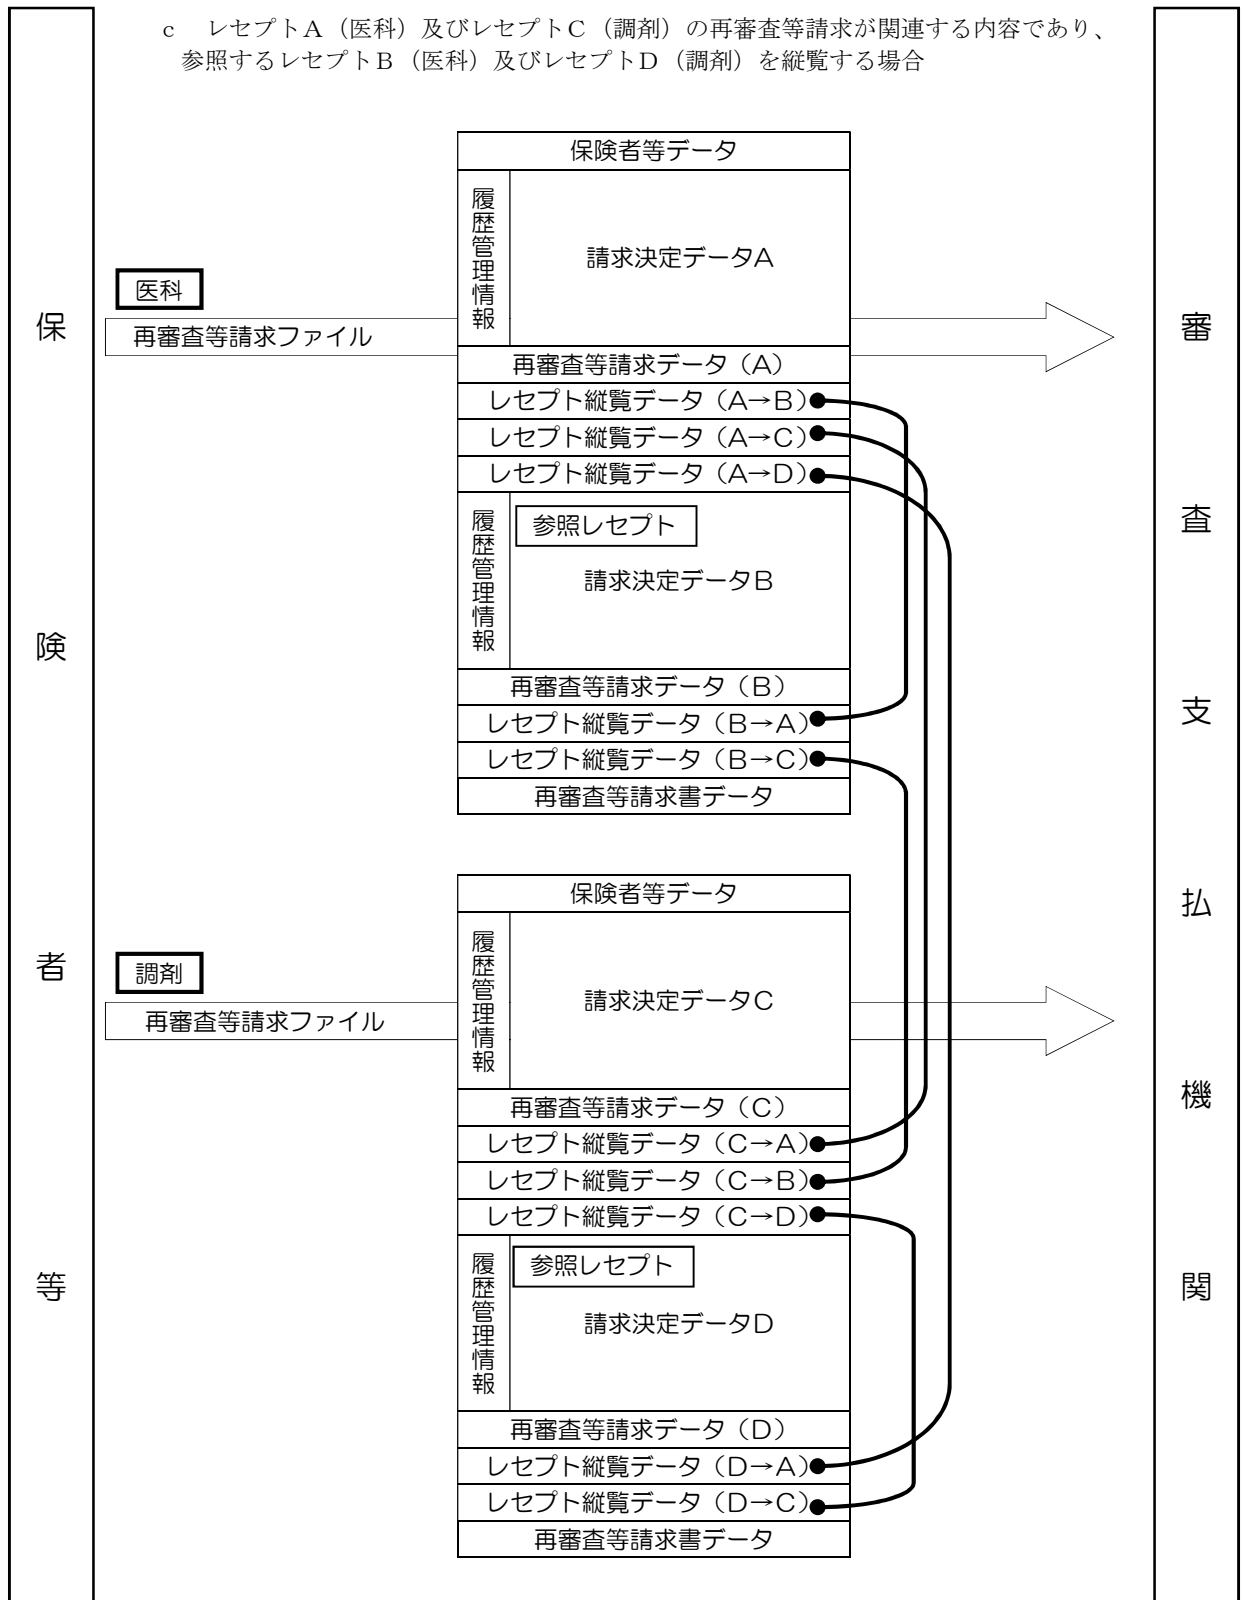 c　レセプトＡ（医科）及びレセプトＣ（調剤）の再審査等請求が関連する内容であり、
参照するレセプトＢ（医科）及びレセプトＤ（調剤）を縦覧する場合
保険者等
医科
再審査等請求ファイル
保険者等データ
履歴管理情報
請求決定データA
再審査等請求データ（A）
レセプト縦覧データ（A→B）
レセプト縦覧データ（A→C）
レセプト縦覧データ（A→D）
履歴管理情報
参照レセプト
請求決定データB
再審査等請求データ（B）
レセプト縦覧データ（B→A）
レセプト縦覧データ（B→C）
再審査等請求書データ
調剤
再審査等請求ファイル
保険者等データ
履歴管理情報
請求決定データC
再審査等請求データ（C）
レセプト縦覧データ（C→A）
レセプト縦覧データ（C→B）
レセプト縦覧データ（C→D）
履歴管理情報
参照レセプト
請求決定データD
再審査等請求データ（D）
レセプト縦覧データ（D→A）
レセプト縦覧データ（D→C）
再審査等請求書データ
審査支払機関